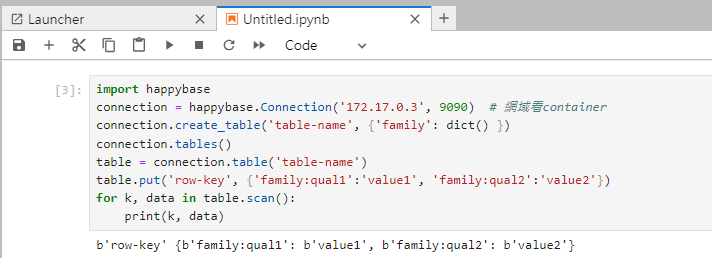 Launcher
Untitled.ipynb
Code
[3]:
import happybase
connection = happybase.Connection('172.17.0.3', 9090)  # 網域看container
connection.create_table('table-name', {'family': dict() })
connection.tables()
table = connection.table('table-name')
table.put('row-key', {'family:qual1':'value1', 'family:qual2':'value2'})
for k, data in table.scan():
    print(k, data)
b'row-key' {b'family:qual1': b'value1', b'family:qual2': b'value2'}